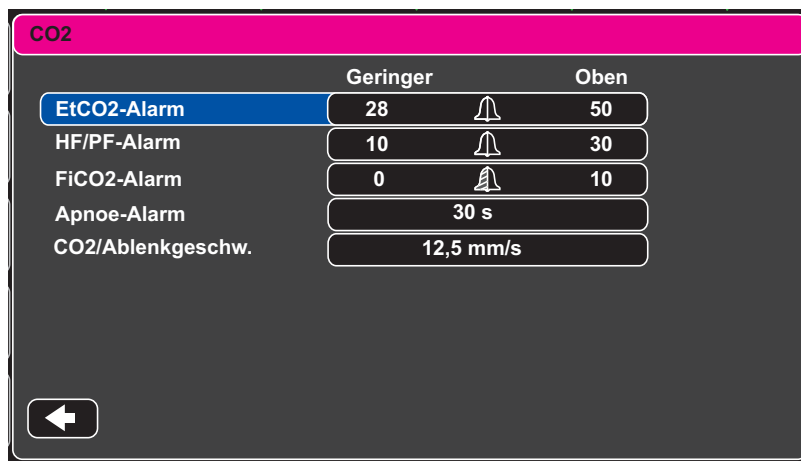 CO2
Geringer Oben
EtCO2-Alarm 28 50
HF/PF-Alarm 10 30
FiCO2-Alarm 0 10
Apnoe-Alarm 30 s
CO2/Ablenkgeschw. 12,5 mm/s